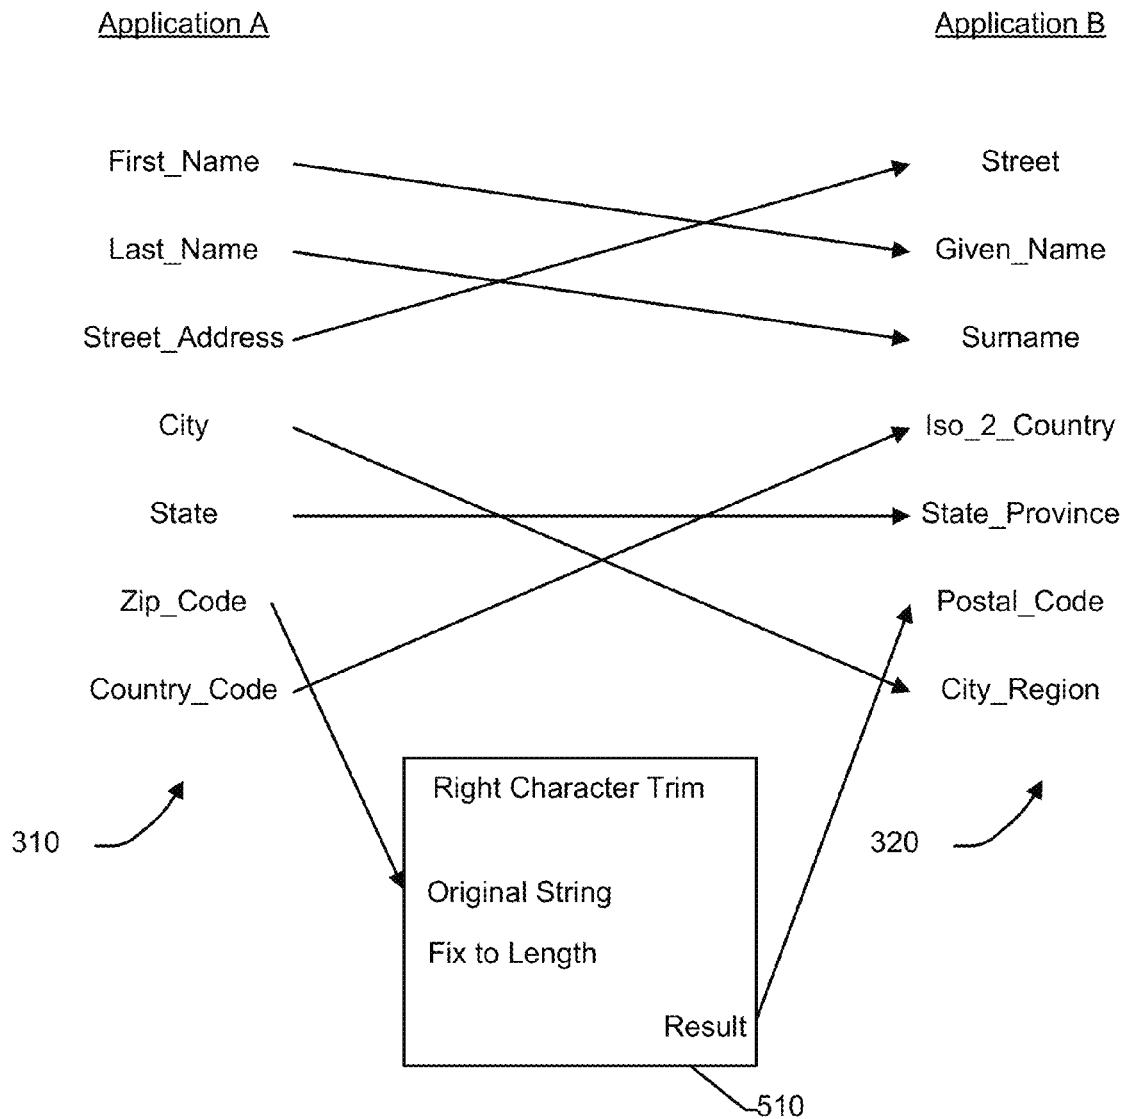 Application A
Application B
First_Name
Street
Last_Name
Given_Name
Street_Address
Surname
City
Iso_2_Country
State
State_Province
Zip_Code
Postal_Code
Country_Code
City_Region
Right Character Trim
310
320
Original String
Fix to Length
Result
510